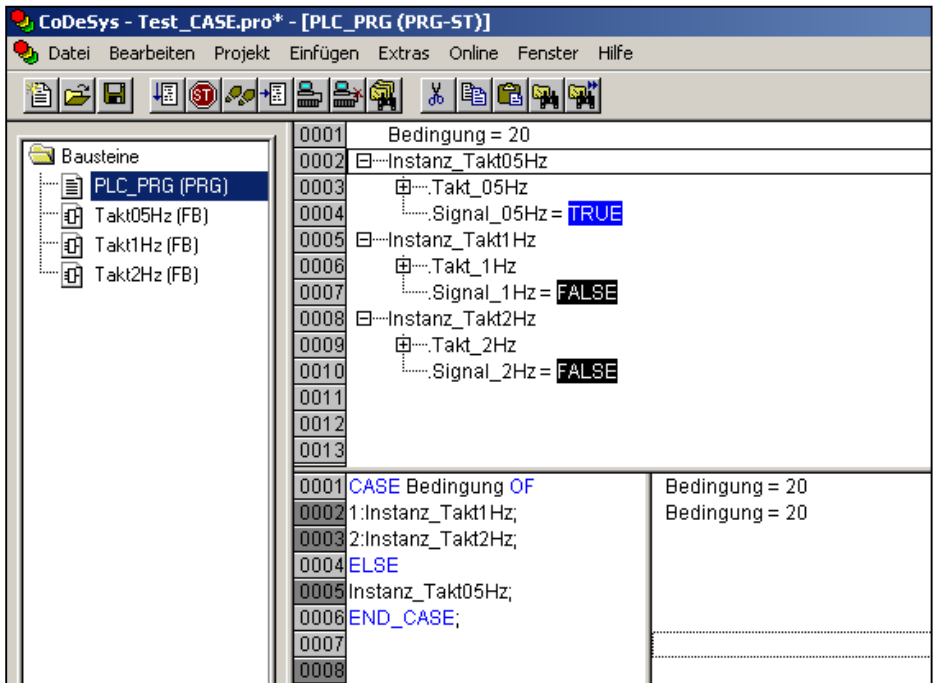 CoDeSys - Test_CASE.pro* - [PLC_PRG (PRG-ST)]
Datei Bearbeiten Projekt Einfügen Extras Online Fenster Hilfe
STOP
Bausteine
PLC_PRG (PRG)
Takt05Hz (FB)
Takt1Hz (FB)
Takt2Hz (FB)
0001 Bedingung = 20
0002 Instanz_Takt05Hz
0003 .Takt_05Hz
0004 .Signal_05Hz = TRUE
0005 Instanz_Takt1Hz
0006 .Takt_1Hz
0007 .Signal_1Hz = FALSE
0008 Instanz_Takt2Hz
0009 .Takt_2Hz
0010 .Signal_2Hz = FALSE
0011
0012
0013
0001 CASE Bedingung OF Bedingung = 20
0002 1:Instanz_Takt1Hz; Bedingung = 20
0003 2:Instanz_Takt2Hz;
0004 ELSE
0005 Instanz_Takt05Hz;
0006 END_CASE;
0007
0008